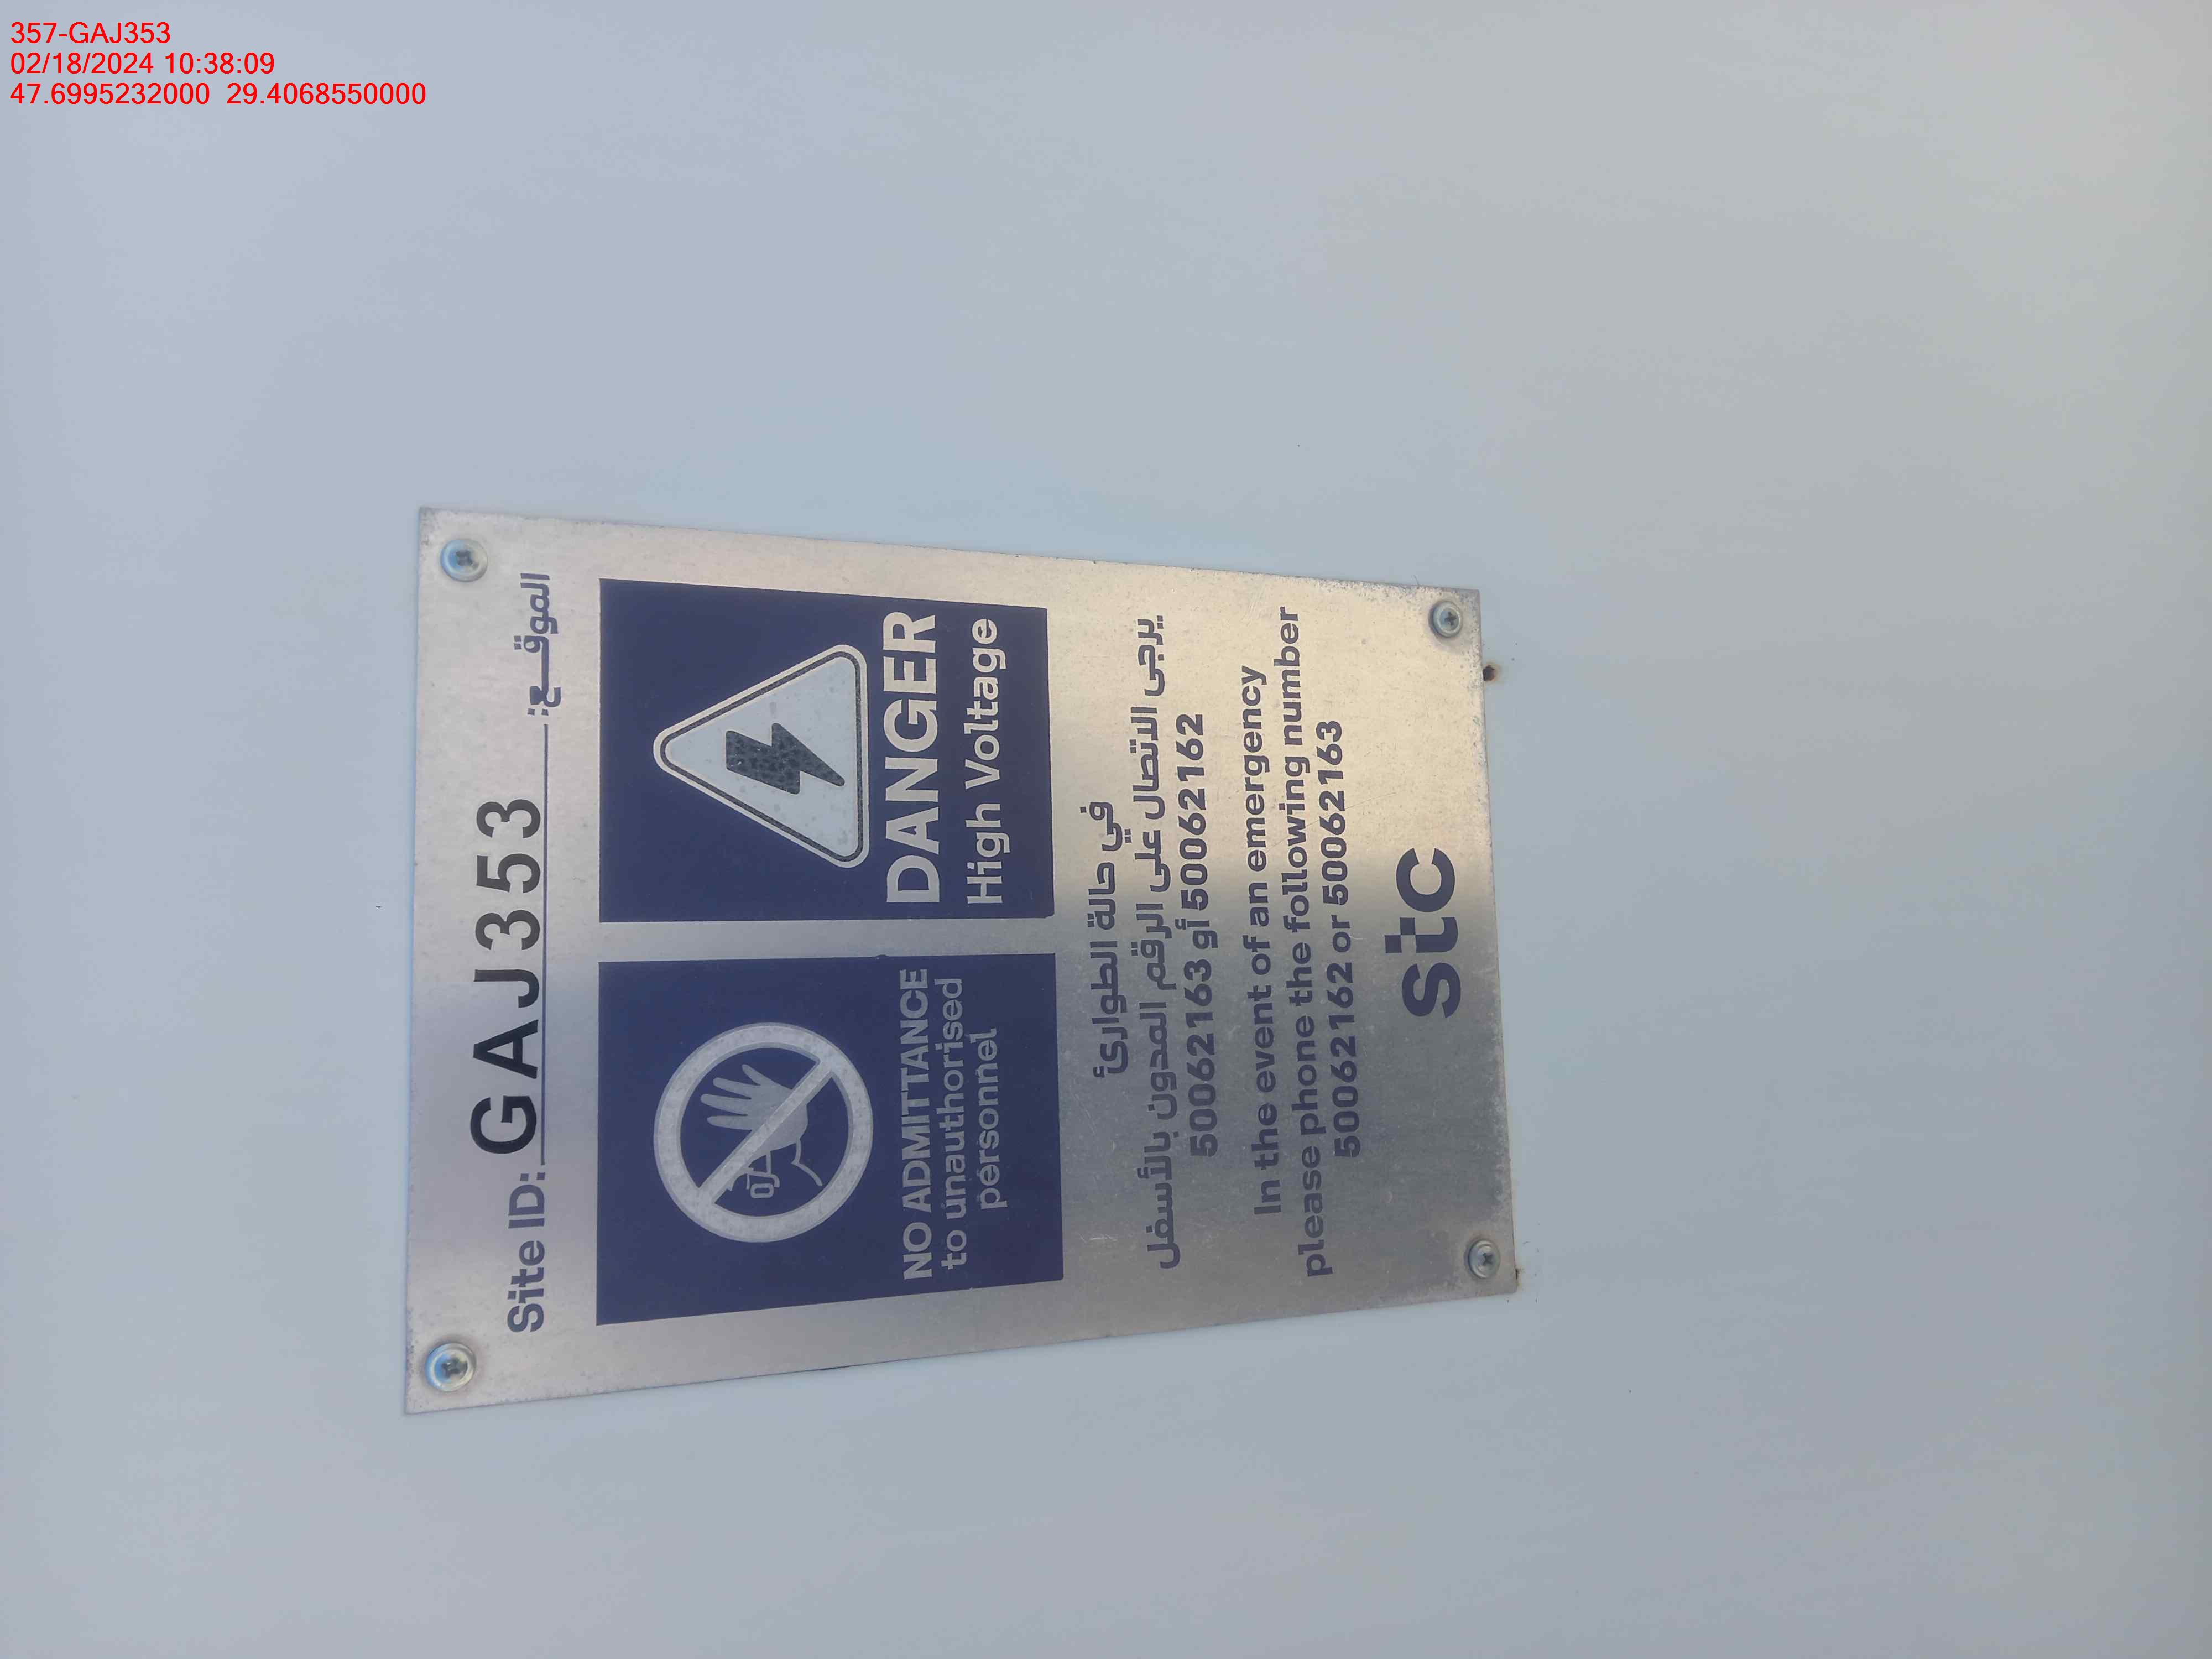 357-GAJ353
02/18/2024 10:38:09
47.6995232000 29.4068550000
Site ID: GAJ353 الموقـــع:
NO ADMITTANCE
to unauthorised
personnel
DANGER
High Voltage
في حالة الطوارئ
يرجى الاتصال على الرقم المدون بالأسفل
50062163 أو 50062162
In the event of an emergency
please phone the following number
50062162 or 50062163
stc